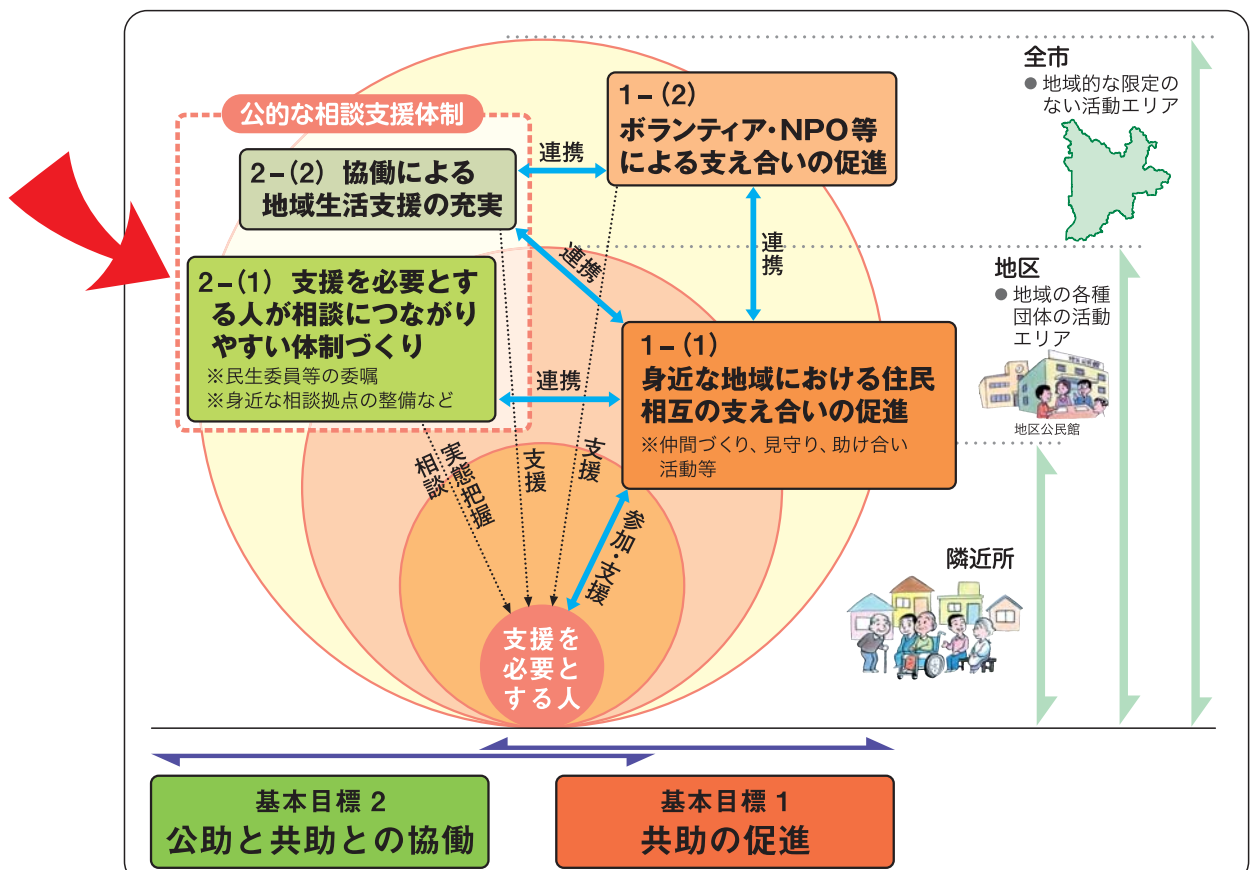 公的な相談支援体制
2－(2) 協働による
地域生活支援の充実
2－(1) 支援を必要とす
る人が相談につながり
やすい体制づくり
※民生委員等の委嘱
※身近な相談拠点の整備など
1－(2)
ボランティア・NPO等
による支え合いの促進
1－(1)
身近な地域における住民
相互の支え合いの促進
※仲間づくり、見守り、助け合い
活動等
連携
連携
連携
連携
相談
実態把握
支援
支援
参加・支援
支援を
必要と
する人
全市
● 地域的な限定の
ない活動エリア
地区
● 地域の各種
団体の活動
エリア
地区公民館
隣近所
基本目標 2
公助と共助との協働
基本目標 1
共助の促進